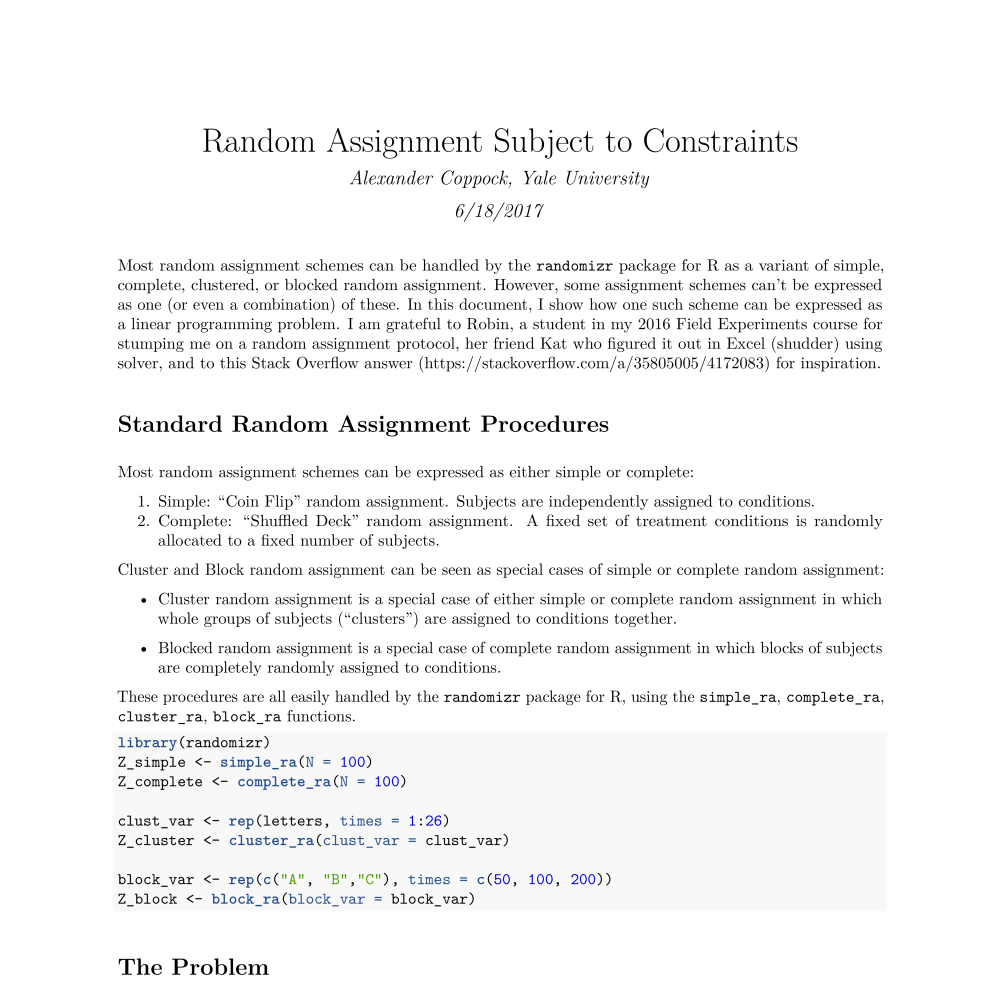 Random Assignment Subject to Constraints
Alexander Coppock, Yale University
6/18/2017
Most random assignment schemes can be handled by the randomizr package for R as a variant of simple,
complete, clustered, or blocked random assignment. However, some assignment schemes can't be expressed
as one (or even a combination) of these. In this document, I show how one such scheme can be expressed as
a linear programming problem. I am grateful to Robin, a student in my 2016 Field Experiments course for
stumping me on a random assignment protocol, her friend Kat who figured it out in Excel (shudder) using
solver, and to this Stack Overflow answer (https://stackoverflow.com/a/35805005/4172083) for inspiration.
Standard Random Assignment Procedures
Most random assignment schemes can be expressed as either simple or complete:
1. Simple: “Coin Flip” random assignment. Subjects are independently assigned to conditions.
2. Complete: “Shuffled Deck” random assignment. A fixed set of treatment conditions is randomly
allocated to a fixed number of subjects.
Cluster and Block random assignment can be seen as special cases of simple or complete random assignment:
• Cluster random assignment is a special case of either simple or complete random assignment in which
whole groups of subjects (“clusters”) are assigned to conditions together.
• Blocked random assignment is a special case of complete random assignment in which blocks of subjects
are completely randomly assigned to conditions.
These procedures are all easily handled by the randomizr package for R, using the simple_ra, complete_ra,
cluster_ra, block_ra functions.
library(randomizr)
Z_simple <- simple_ra(N = 100)
Z_complete <- complete_ra(N = 100)
clust_var <- rep(letters, times = 1:26)
Z_cluster <- cluster_ra(clust_var = clust_var)
block_var <- rep(c("A", "B","C"), times = c(50, 100, 200))
Z_block <- block_ra(block_var = block_var)
The Problem